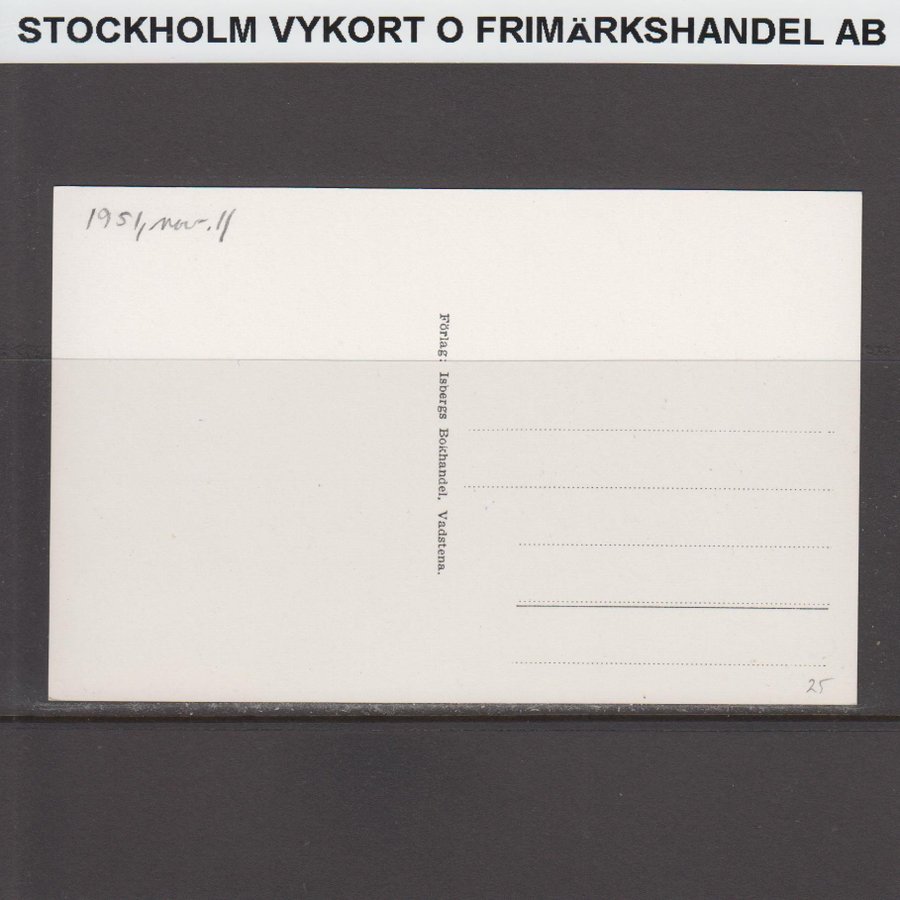 STOCKHOLM VYKORT O FRIMÄRKSHANDEL AB
1951, nov. 11
Förlag: Isbergs Bokhandel, Vadstena.
25